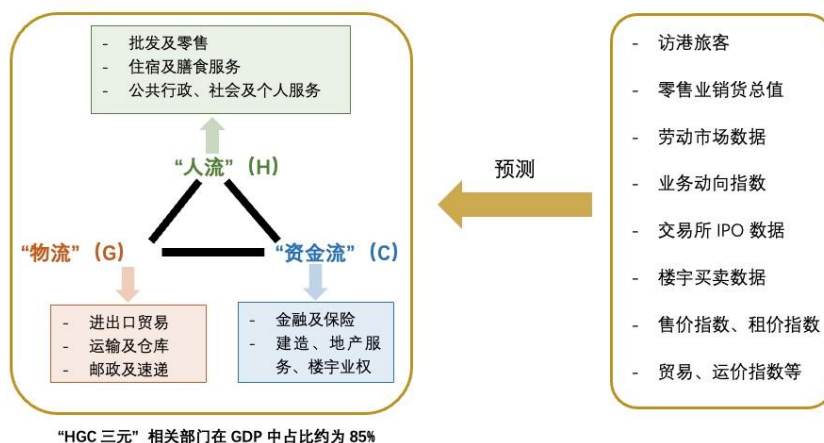 - 批发及零售
- 住宿及膳食服务
- 公共行政、社会及个人服务
“人流”（H）
“物流”（G）
“资金流”（C）
- 进出口贸易
- 运输及仓库
- 邮政及速递
- 金融及保险
- 建造、地产服
务、楼宇业权
“HGC 三元” 相关部门在 GDP 中占比约为 85%
预测
- 访港旅客
- 零售业销货总值
- 劳动市场数据
- 业务动向指数
- 交易所 IPO 数据
- 楼宇买卖数据
- 售价指数、租价指数
- 贸易、运价指数等